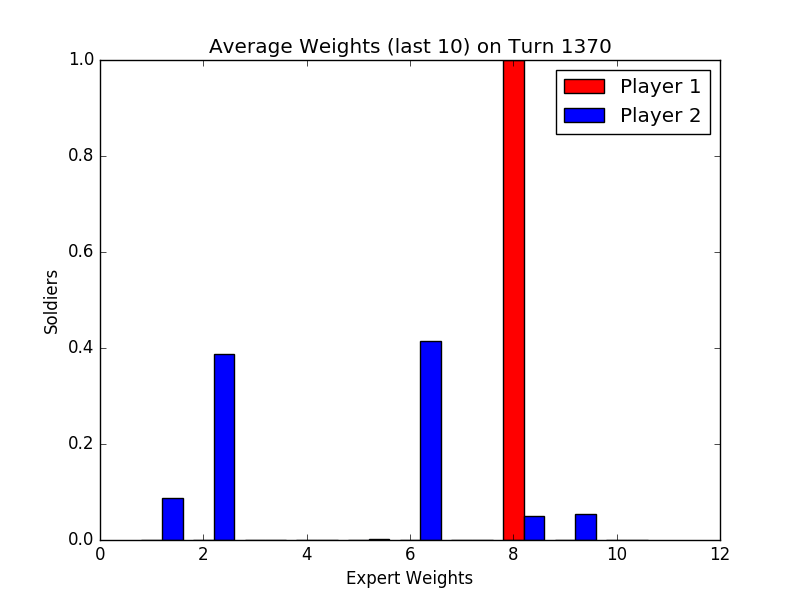 Average Weights (last 10) on Turn 1370
1.0
0.8
0.6
0.4
0.2
0.0
Soldiers
Player 1
Player 2
0 2 4 6 8 10 12
Expert Weights